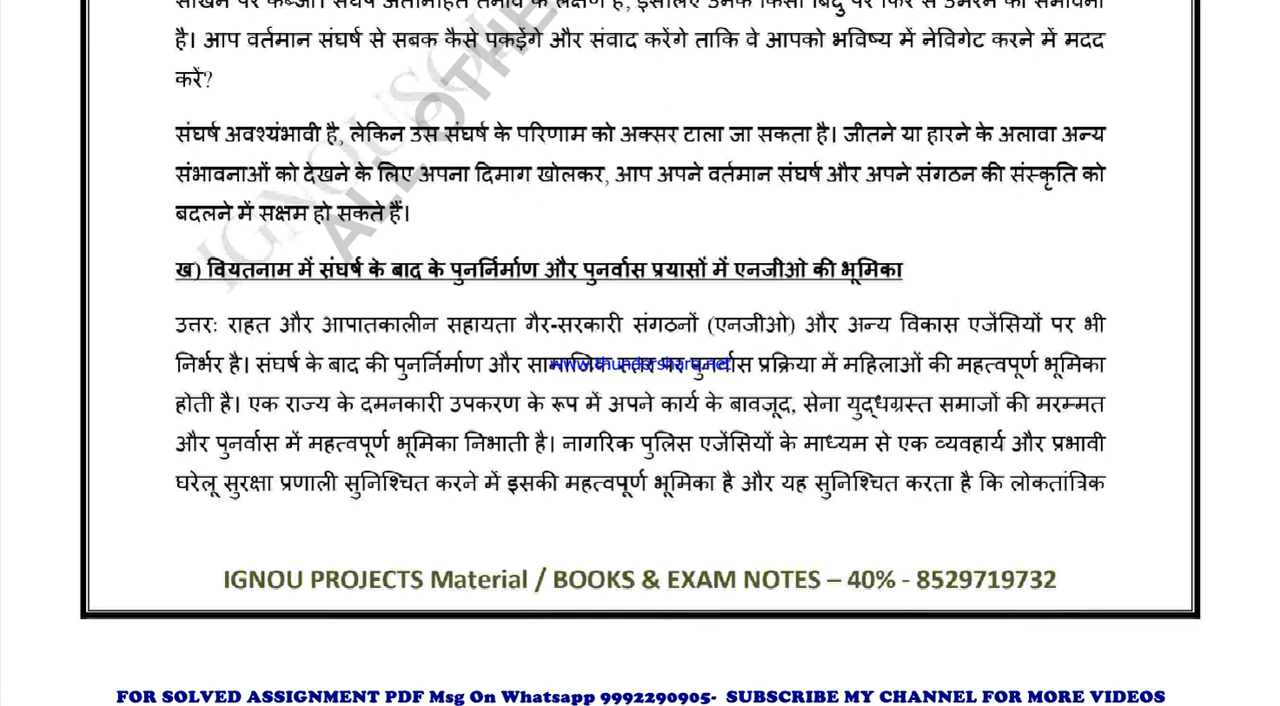 है। आप वर्तमान संघर्ष से सबक कैसे पकड़ेंगे और संवाद करेंगे ताकि वे आपको भविष्य में नेविगेट करने में मदद
करें?
संघर्ष अवश्यंभावी है, लेकिन उस संघर्ष के परिणाम को अक्सर टाला जा सकता है। जीतने या हारने के अलावा अन्य
संभावनाओं को देखने के लिए अपना दिमाग खोलकर, आप अपने वर्तमान संघर्ष और अपने संगठन की संस्कृति को
बदलने में सक्षम हो सकते हैं।
ख) वियतनाम में संघर्ष के बाद के पुनर्निर्माण और पुनर्वास प्रयासों में एनजीओ की भूमिका
उत्तरः राहत और आपातकालीन सहायता गैर-सरकारी संगठनों (एनजीओ) और अन्य विकास एजेंसियों पर भी
निर्भर है। संघर्ष के बाद की पुनर्निर्माण और सामाजिक स्तर पर पुनर्वास प्रक्रिया में महिलाओं की महत्वपूर्ण भूमिका
www.thundershare.net
होती है। एक राज्य के दमनकारी उपकरण के रूप में अपने कार्य के बावजूद, सेना युद्धग्रस्त समाजों की मरम्मत
और पुनर्वास में महत्वपूर्ण भूमिका निभाती है। नागरिक पुलिस एजेंसियों के माध्यम से एक व्यवहार्य और प्रभावी
घरेलू सुरक्षा प्रणाली सुनिश्चित करने में इसकी महत्वपूर्ण भूमिका है और यह सुनिश्चित करता है कि लोकतांत्रिक
IGNOU PROJECTS Material / BOOKS & EXAM NOTES – 40% - 8529719732
FOR SOLVED ASSIGNMENT PDF Msg On Whatsapp 9992290905- SUBSCRIBE MY CHANNEL FOR MORE VIDEOS